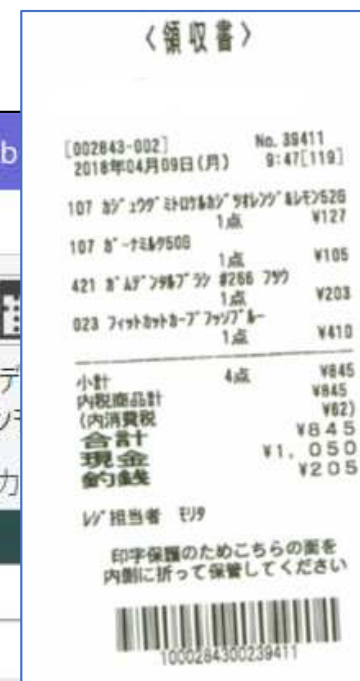 b
デ
カ
〈領収書〉
[002843-002] No. 39411
2018年04月09日(月) 9:47[119]
107 ｶｼﾞｭｳｸﾞﾐﾄﾛｹﾙｶｼﾞﾂｵﾚﾝｼﾞ&ﾚﾓﾝ52G
1点 ¥127
107 ﾊﾟｰﾅﾐﾙｸ50G
1点 ¥105
421 ｶﾞﾑﾃﾞﾝﾀﾙﾌﾞﾗｼ #266 ﾌﾂｳ
1点 ¥203
023 ﾌｨｯﾄｶｯﾄｶｰﾌﾞﾌｯｿﾌﾞﾙｰ
1点 ¥410
小計 4点 ¥845
内税商品計 ¥845
(内消費税 ¥62)
合計 ¥845
現金 ¥1,050
釣銭 ¥205
ﾚｼﾞ担当者 ﾓﾘﾀ
印字保護のためこちらの面を
内側に折って保管してください
1000284300239411